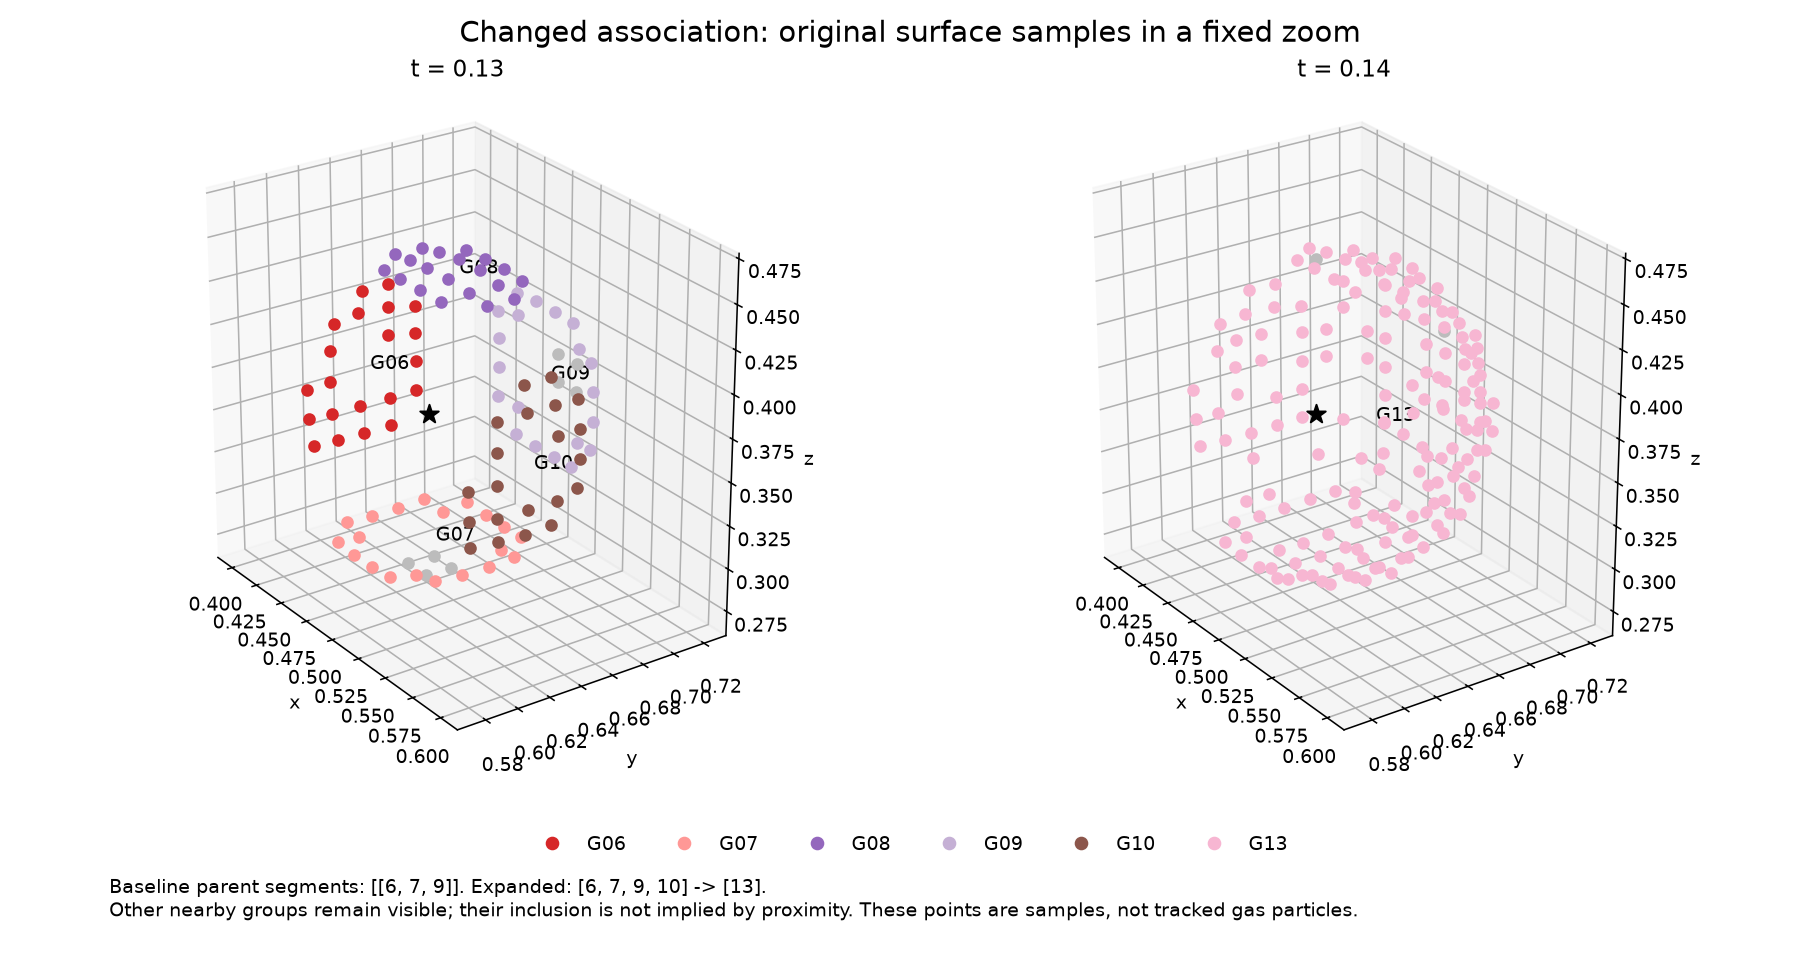 Changed association: original surface samples in a fixed zoom
t = 0.13
t = 0.14
G08
G06
G09
G10
G07
0.475
0.450
0.425
0.400
0.375
0.350
0.325
0.300
0.275
z
0.400
0.425
0.450
0.475
0.500
0.525
0.550
0.575
0.600
x
0.58
0.60
0.62
0.64
0.66
0.68
0.70
0.72
y
G13
0.475
0.450
0.425
0.400
0.375
0.350
0.325
0.300
0.275
z
0.400
0.425
0.450
0.475
0.500
0.525
0.550
0.575
0.600
x
0.58
0.60
0.62
0.64
0.66
0.68
0.70
0.72
y
G06 G07 G08 G09 G10 G13
Baseline parent segments: [[6, 7, 9]]. Expanded: [6, 7, 9, 10] -> [13].
Other nearby groups remain visible; their inclusion is not implied by proximity. These points are samples, not tracked gas particles.